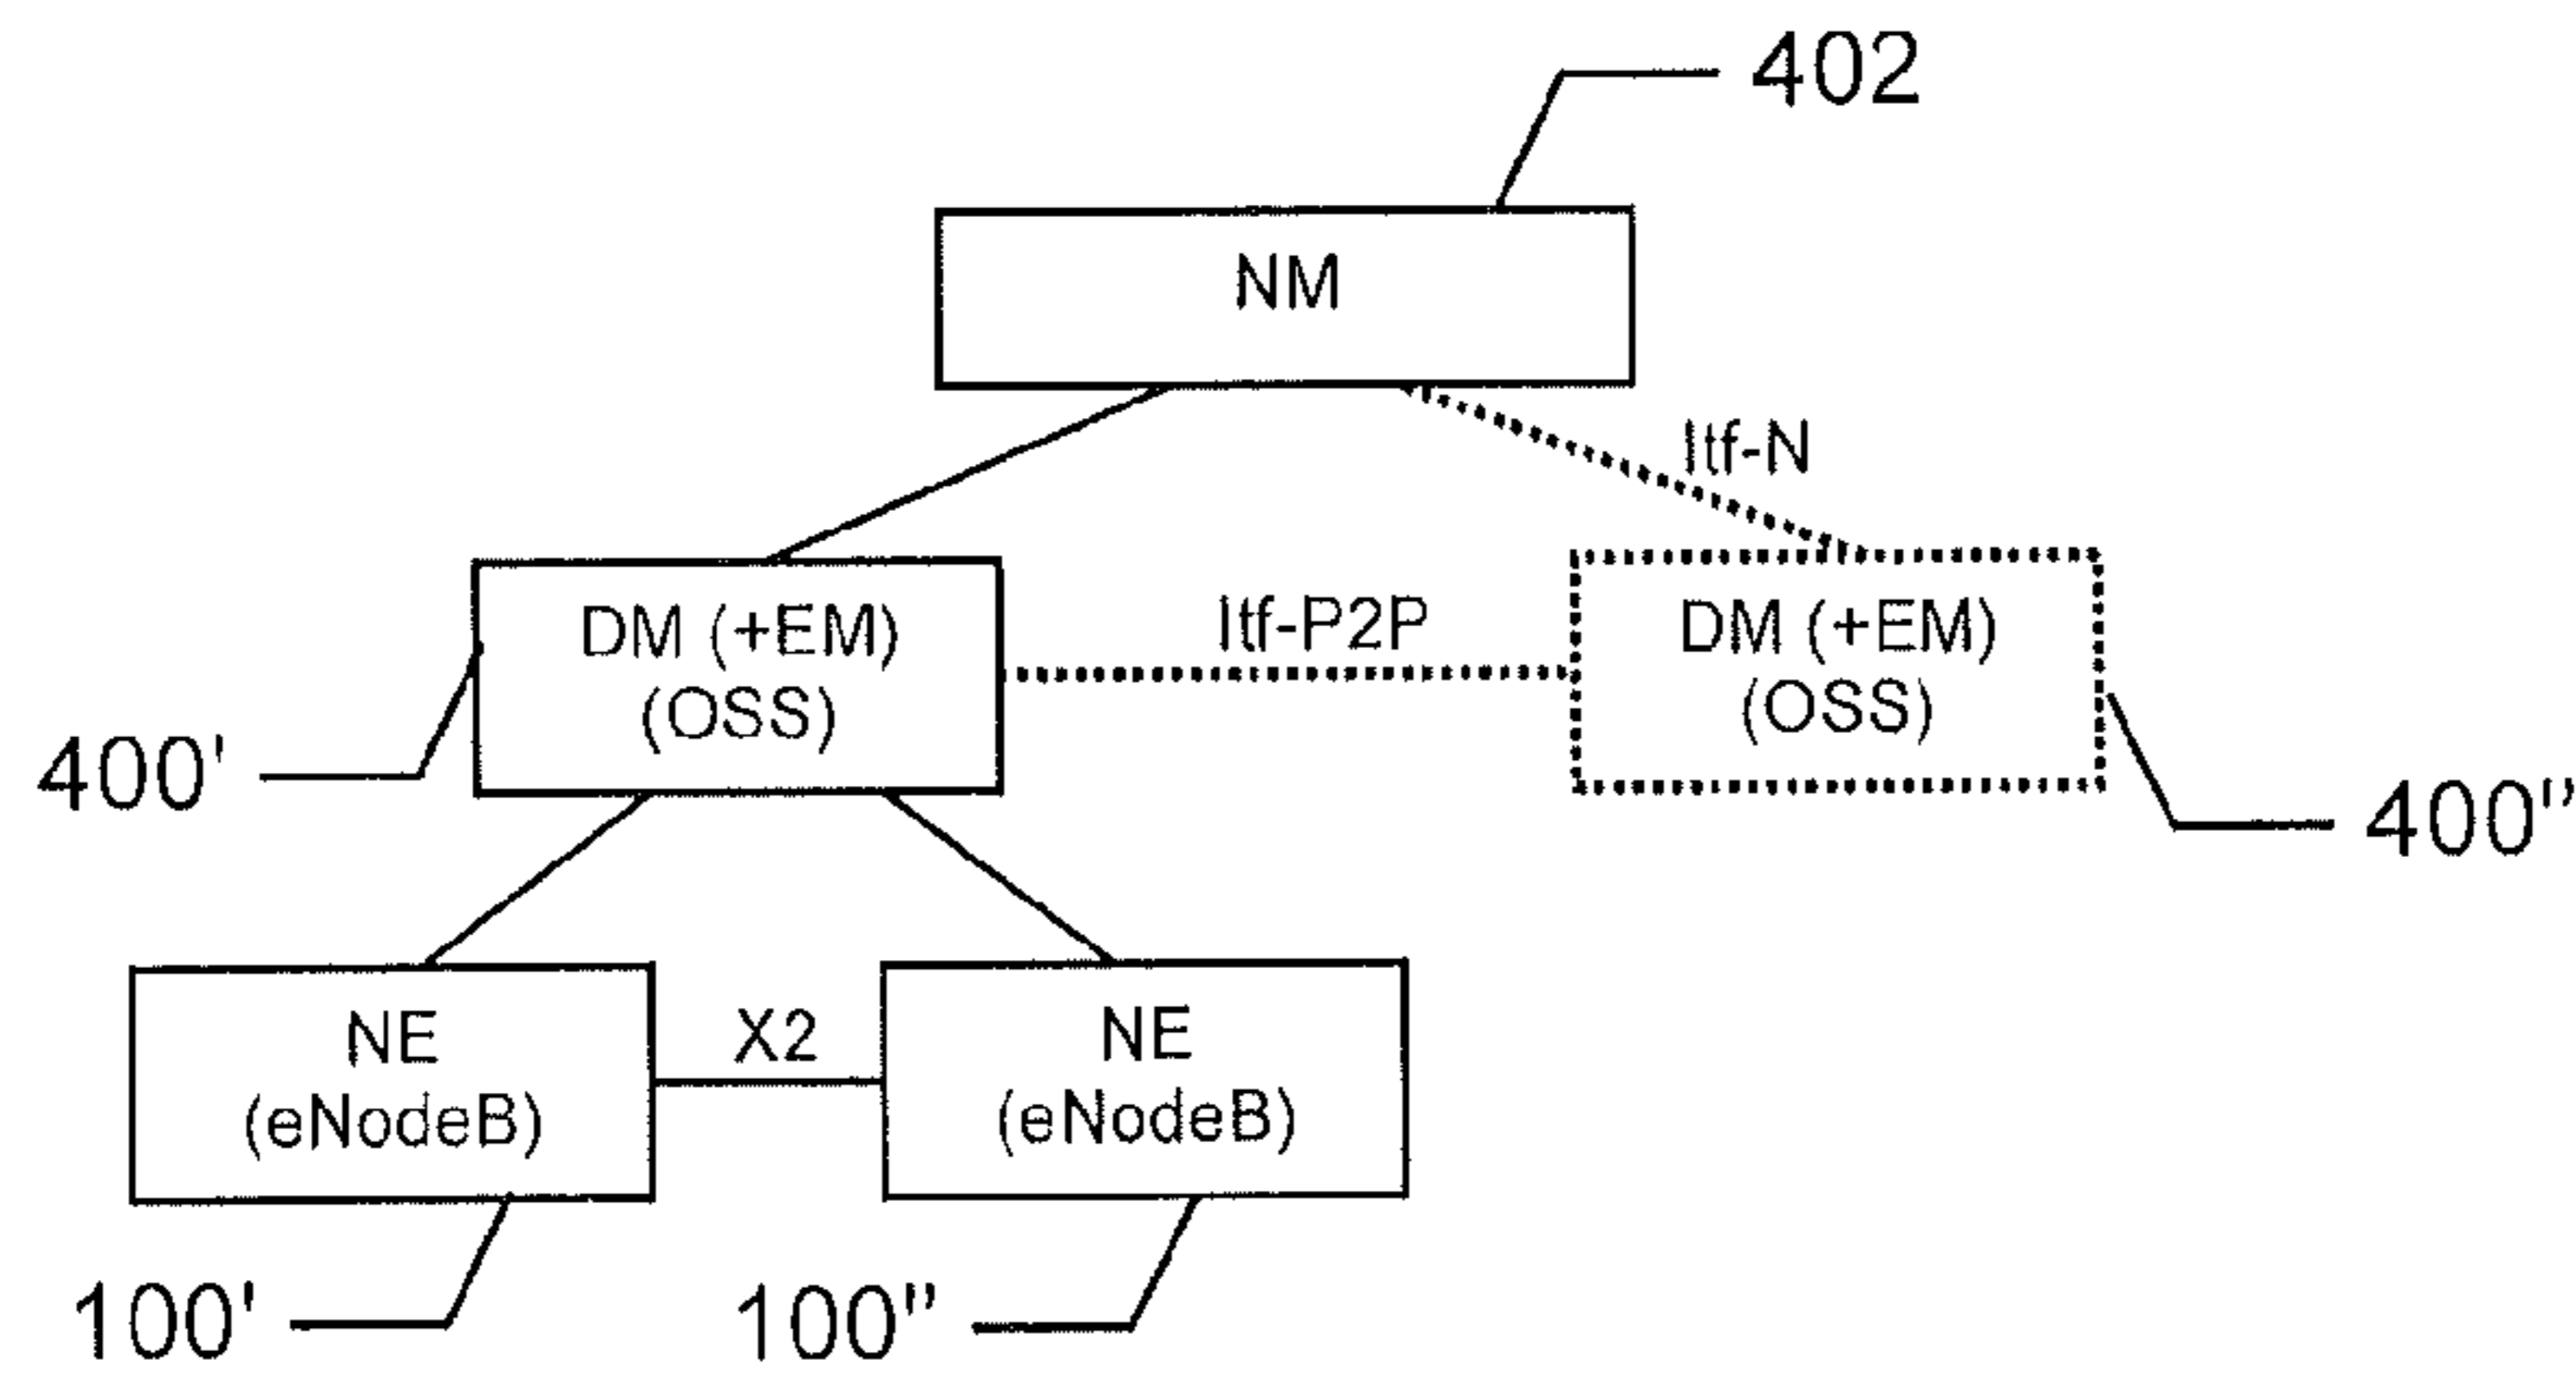 402
NM
Itf-N
DM (+EM)
(OSS)
Itf-P2P
DM (+EM)
(OSS)
400'
400"
NE
(eNodeB)
X2
NE
(eNodeB)
100'
100"